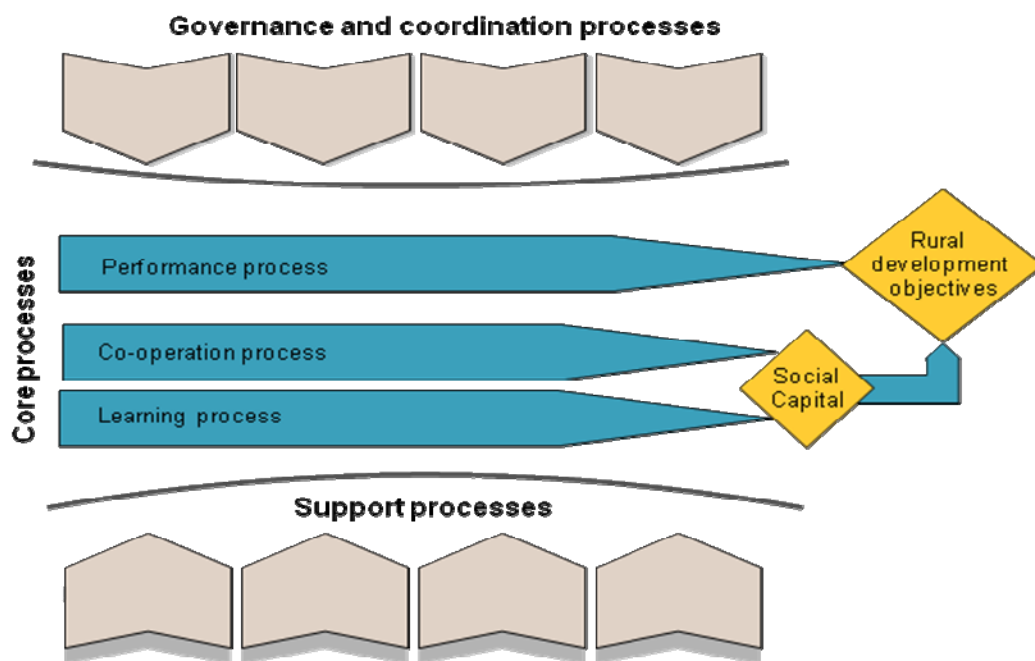 Governance and coordination processes
Core processes
Performance process
Rural
development
objectives
Co-operation process
Social
Capital
Learning process
Support processes